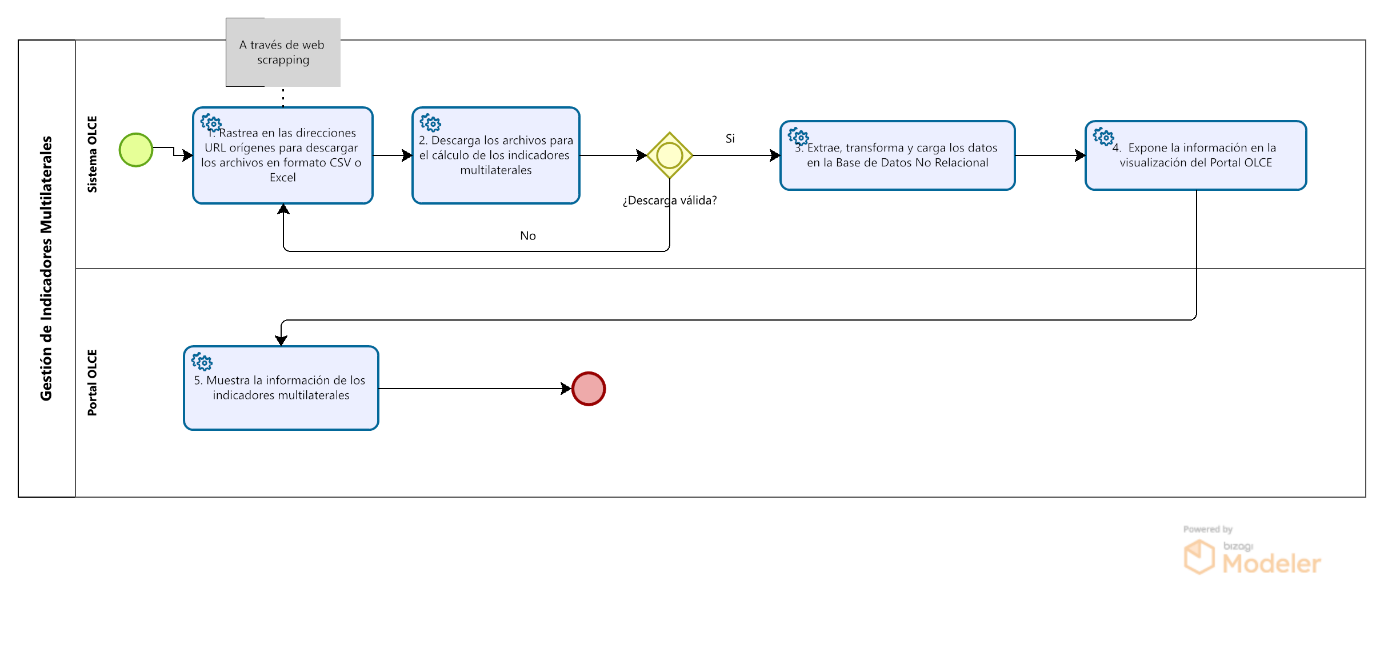 A través de web
scrapping
Gestión de Indicadores Multilaterales
Sistema OLCE
1. Rastrea en las direcciones
URL orígenes para descargar
los archivos en formato CSV o
Excel
2. Descarga los archivos para
el cálculo de los indicadores
multilaterales
¿Descarga válida?
Si
No
3. Extrae, transforma y carga los datos
en la Base de Datos No Relacional
4. Expone la información en la
visualización del Portal OLCE
Portal OLCE
5. Muestra la información de los
indicadores multilaterales
Powered by
bizagi
Modeler